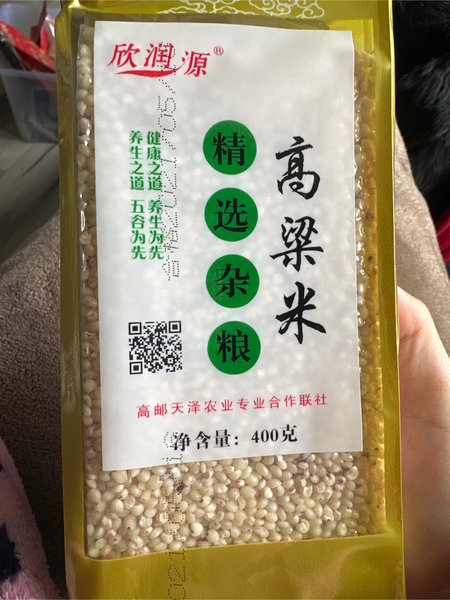 欣润源®
高粱米
精选杂粮
健康之道 养生为先
养生之道 五谷为先
高邮天泽农业专业合作联社
净含量：400克